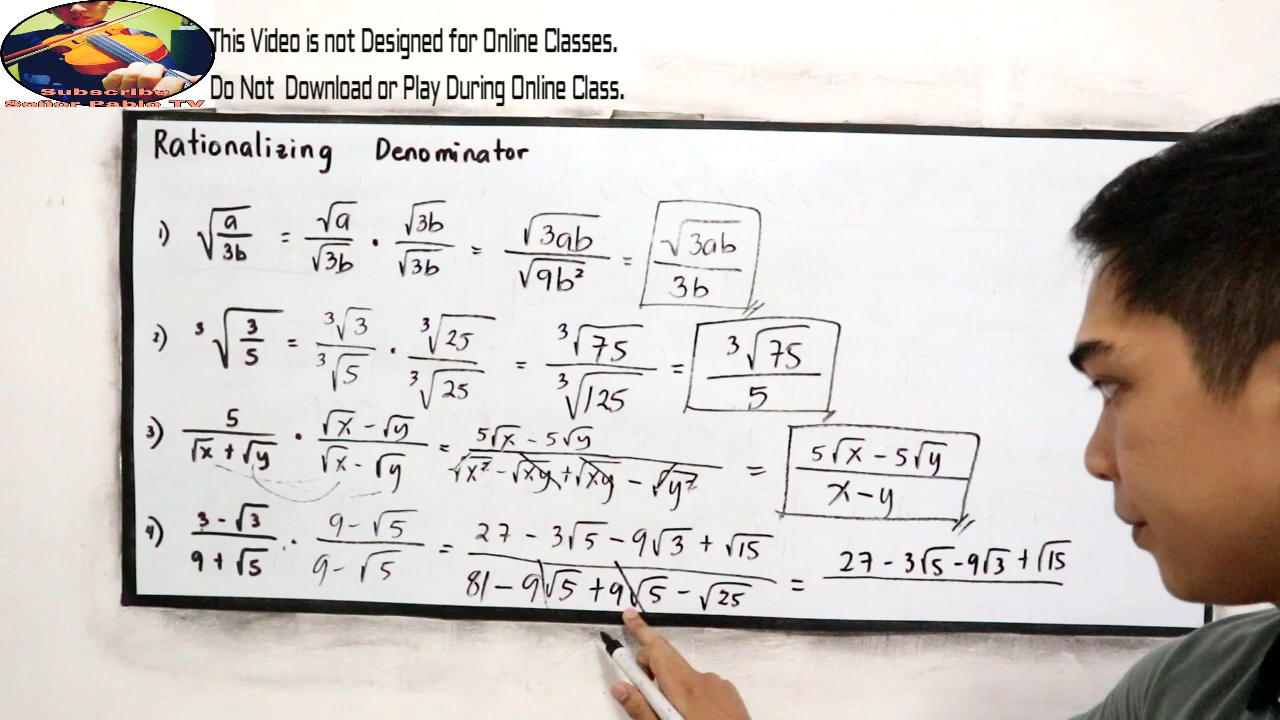 This Video is not Designed for Online Classes.
Do Not Download or Play During Online Class.
Subscribe
Señor Pablo TV
Rationalizing Denominator
1) √(a/3b) = √a/√3b · √3b/√3b = √3ab/√9b² = √3ab/3b
2) ³√(3/5) = ³√3/³√5 · ³√25/³√25 = ³√75/³√125 = ³√75/5
3) 5/(√x + √y) · (√x - √y)/(√x - √y) = (5√x - 5√y)/(√x² - √xy + √xy - √y²) = (5√x - 5√y)/(x - y)
4) (3 - √3)/(9 + √5) · (9 - √5)/(9 - √5) = (27 - 3√5 - 9√3 + √15)/(81 - 9√5 + 9√5 - √25) = 27 - 3√5 - 9√3 + √15